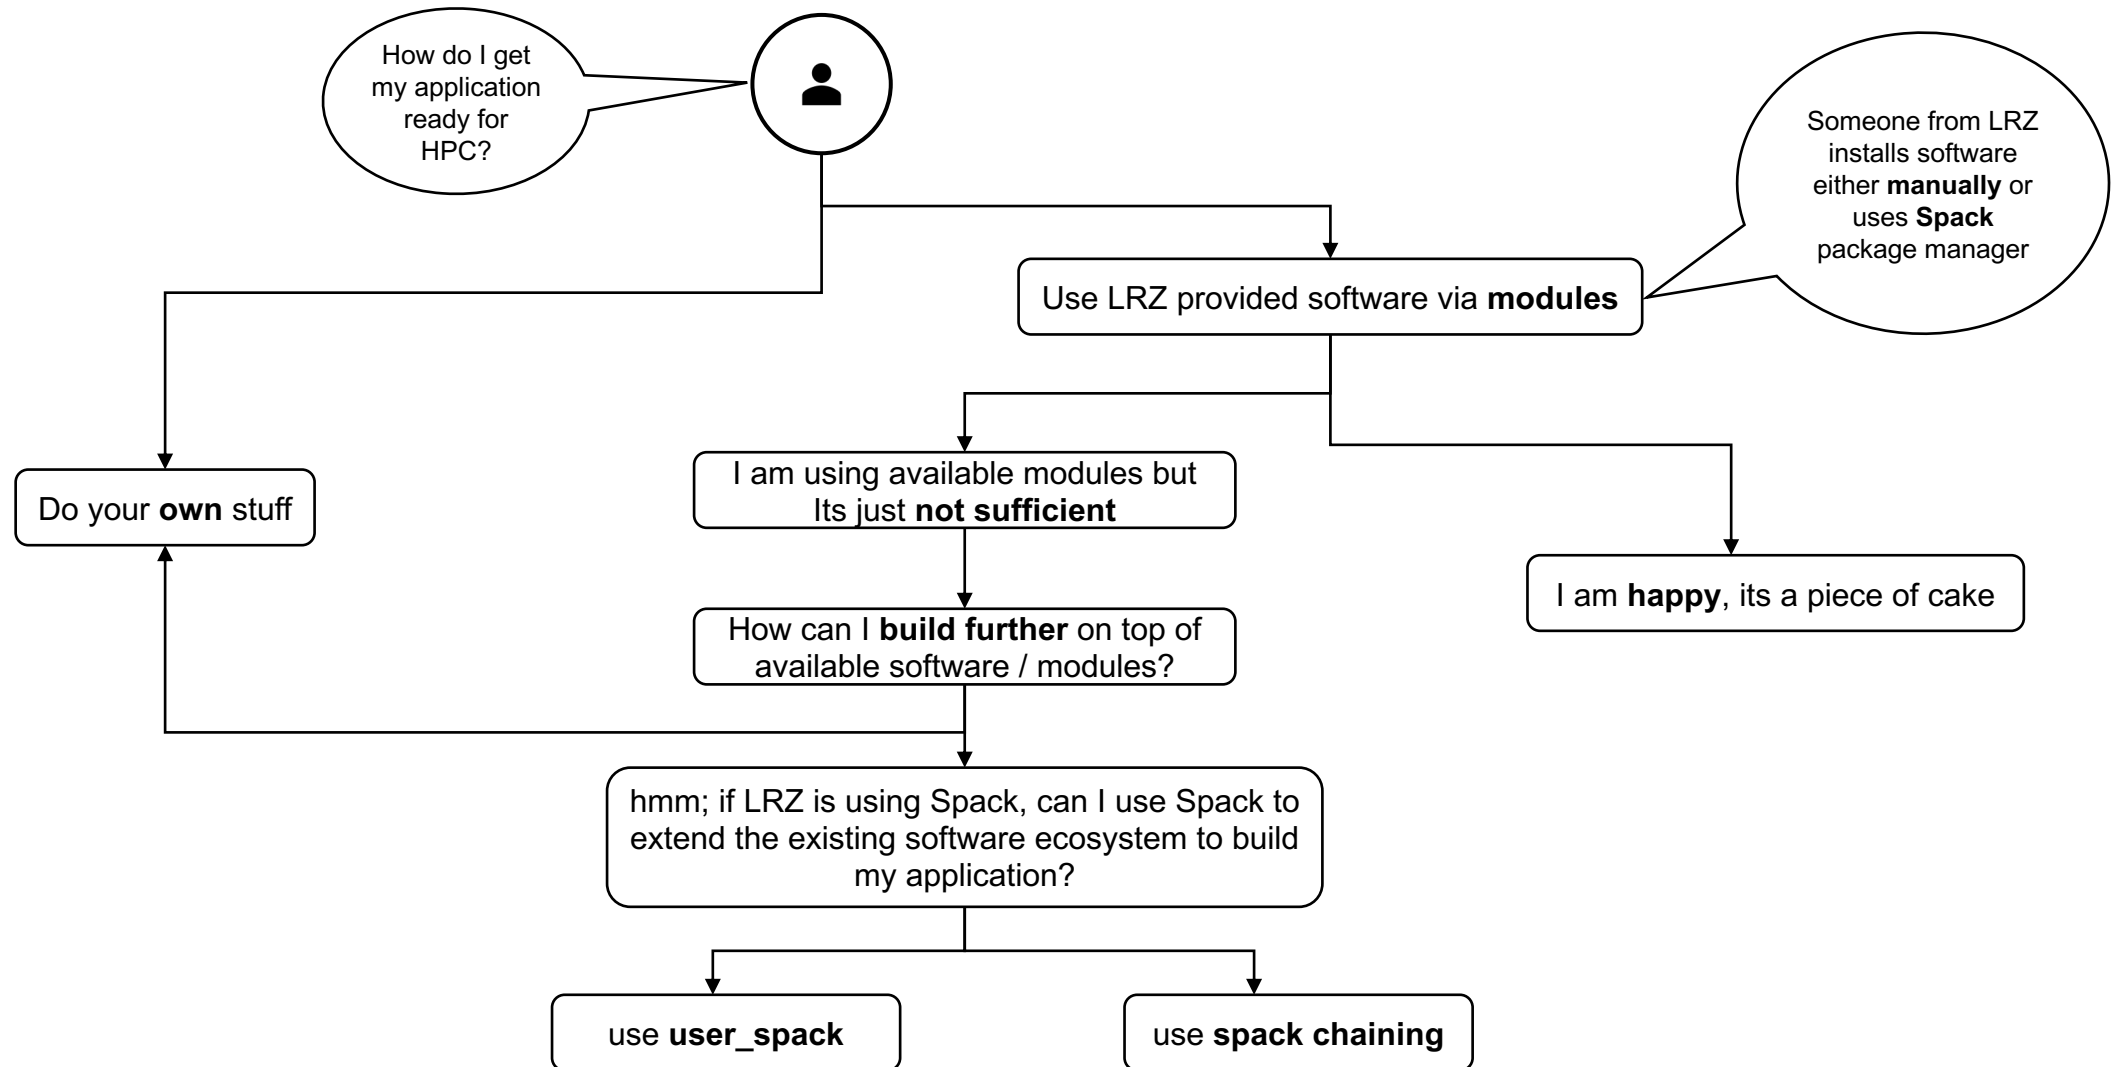 How do I get
my application
ready for
HPC?
Someone from LRZ
installs software
either manually or
uses Spack
package manager
Use LRZ provided software via modules
I am using available modules but
Its just not sufficient
Do your own stuff
I am happy, its a piece of cake
How can I build further on top of
available software / modules?
hmm; if LRZ is using Spack, can I use Spack to
extend the existing software ecosystem to build
my application?
use user_spack
use spack chaining